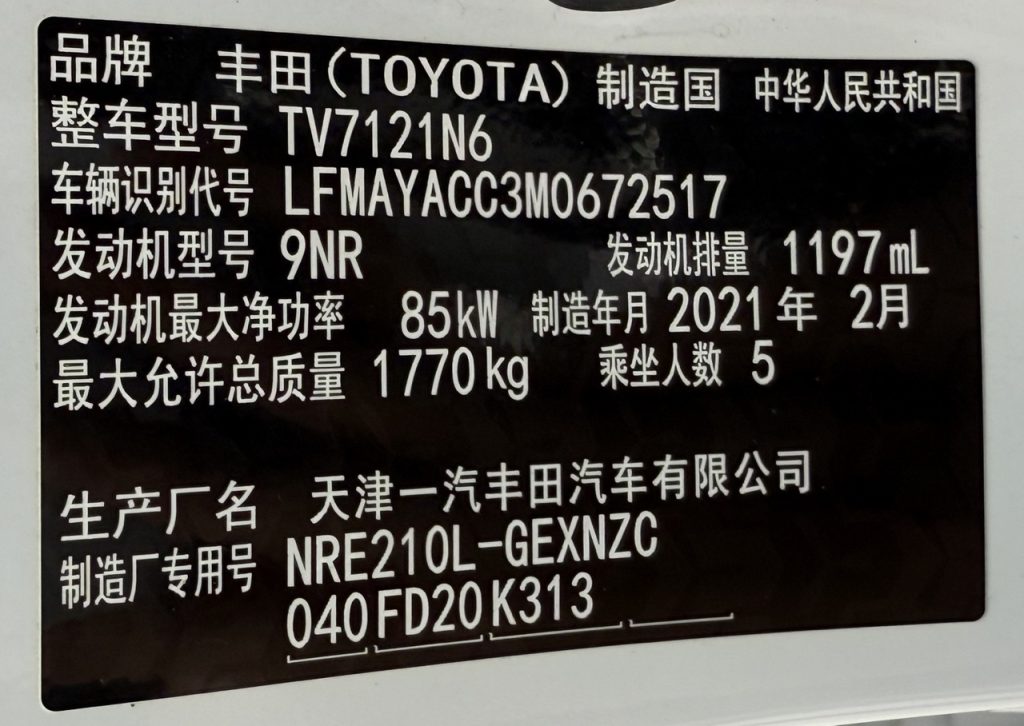 品牌 丰田(TOYOTA) 制造国 中华人民共和国
整车型号 TV7121N6
车辆识别代号 LFMAYACC3M0672517
发动机型号 9NR 发动机排量 1197mL
发动机最大净功率 85kW 制造年月 2021年 2月
最大允许总质量 1770kg 乘坐人数 5
生产厂名 天津一汽丰田汽车有限公司
制造厂专用号 NRE210L-GEXNZC
040 FD20 K313